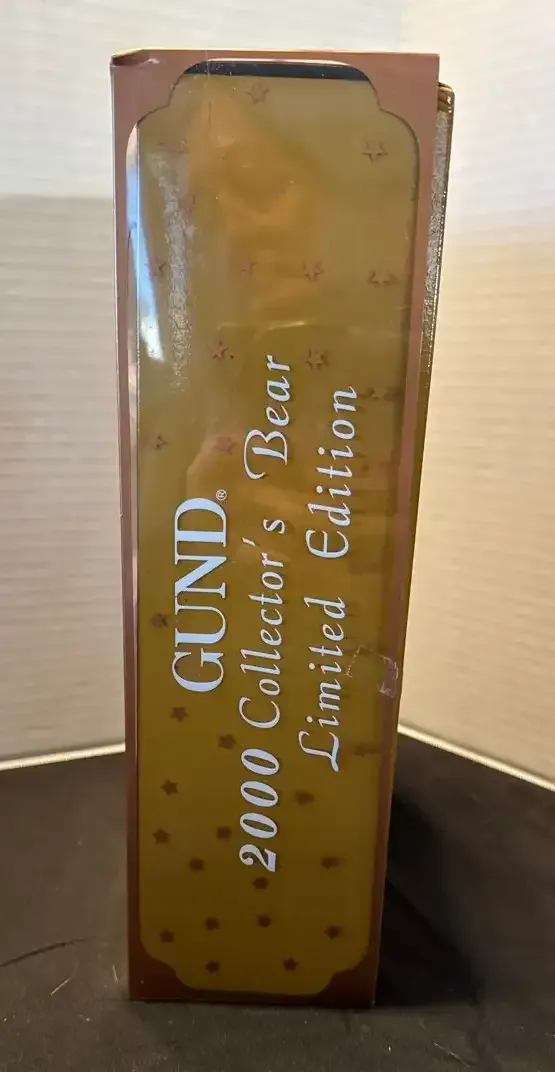 GUND®
2000 Collector's Bear
Limited Edition